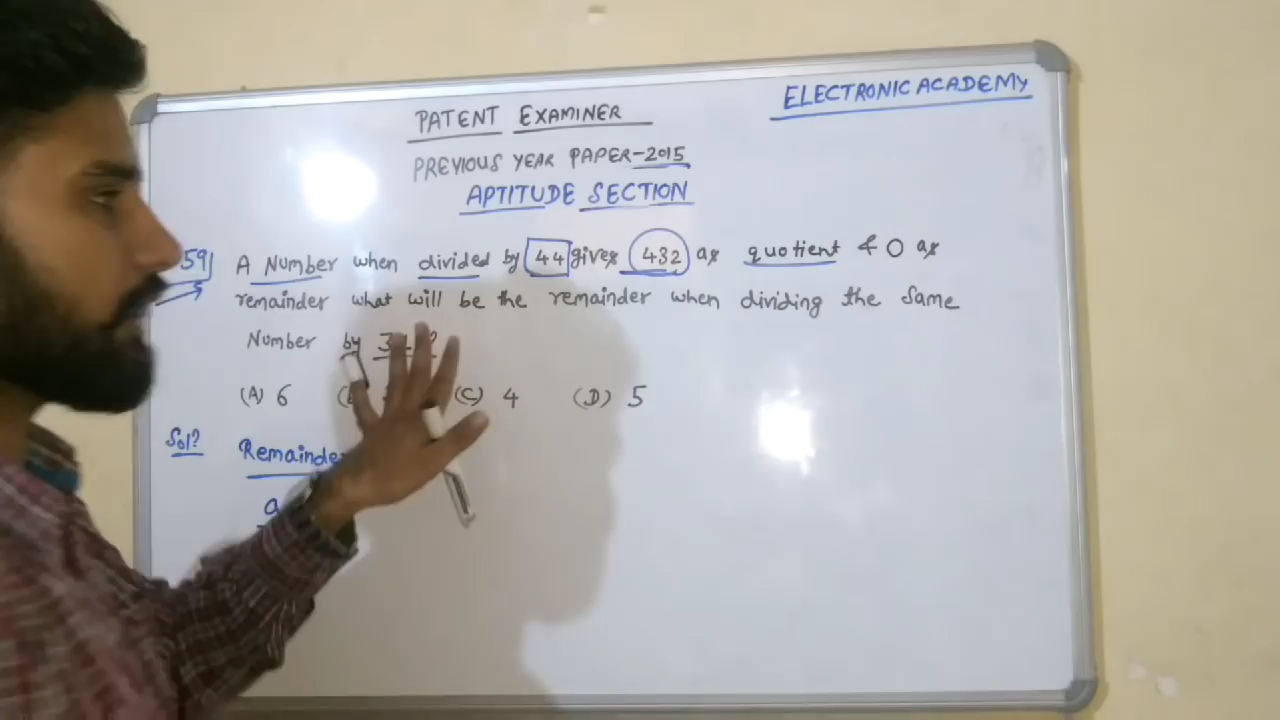 ELECTRONIC ACADEMY
PATENT EXAMINER
PREVIOUS YEAR PAPER-2015
APTITUDE SECTION
59) A Number when divided by 44 gives 432 as quotient & 0 as
remainder what will be the remainder when dividing the same
Number by
(A) 6 (C) 4 (D) 5
Sol?
Remainder
a